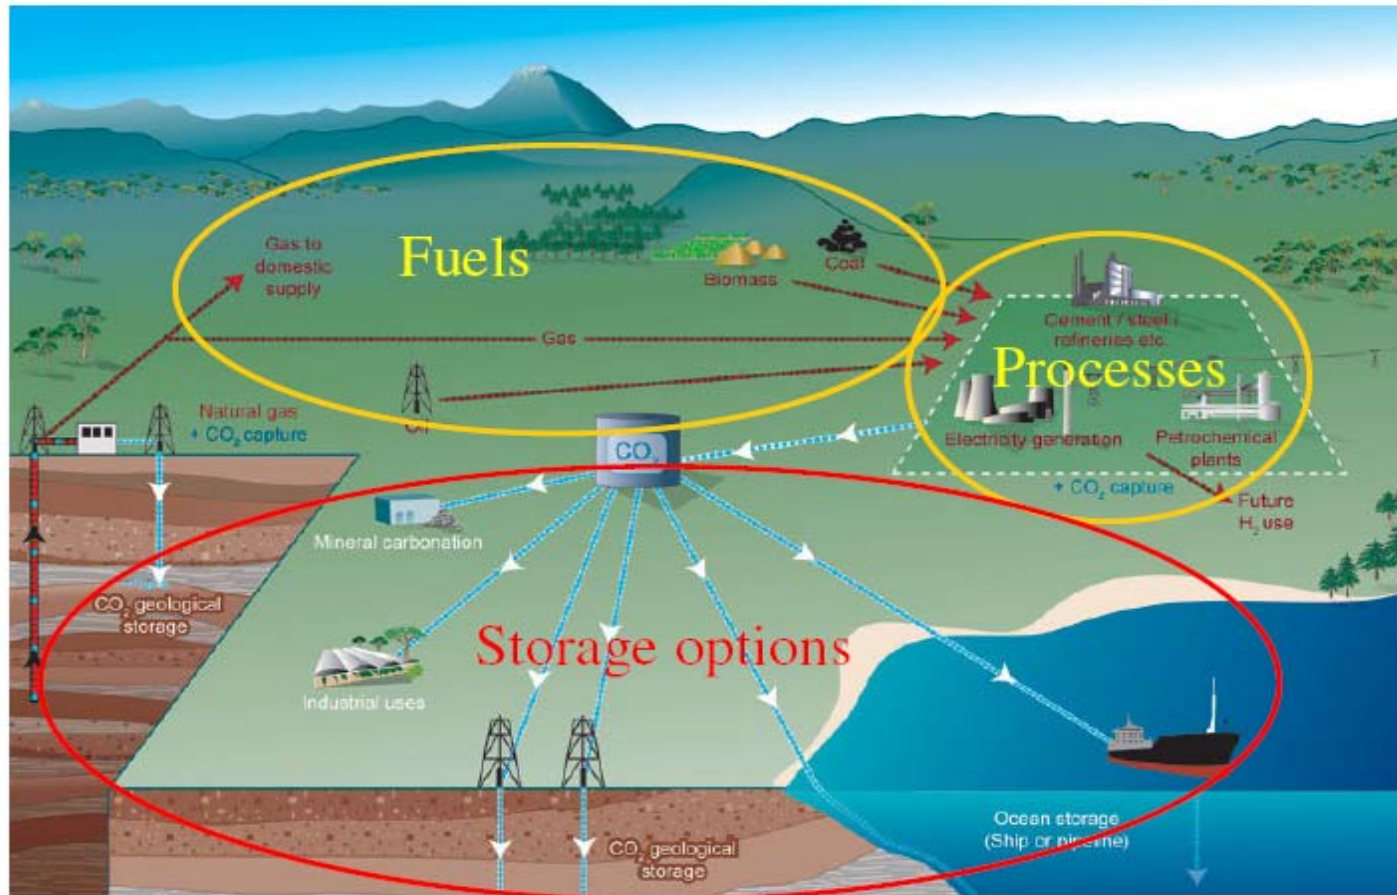 Fuels
Gas to
domestic
supply
Biomass
Coal
Gas
Cement / steel /
refineries etc.
Processes
Natural gas
+ CO₂ capture
Oil
CO₂
Electricity generation
Petrochemical
plants
+ CO₂ capture
Future
H₂ use
Mineral carbonation
CO₂ geological
storage
Storage options
Industrial uses
Ocean storage
(Ship or pipeline)
CO₂ geological
storage